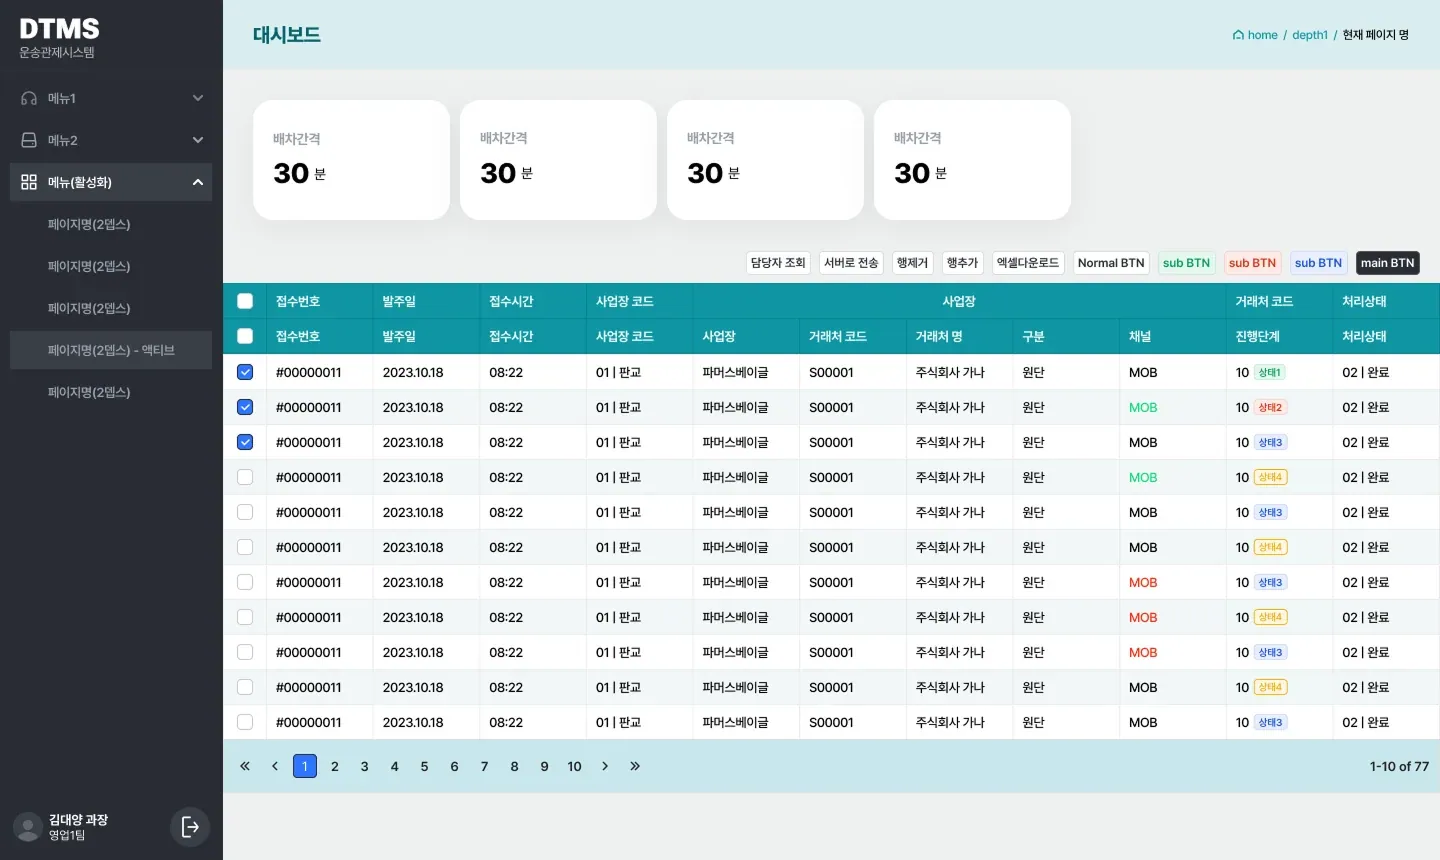 DTMS
운송관제시스템
메뉴1
메뉴2
메뉴(활성화)
페이지명(2뎁스)
페이지명(2뎁스)
페이지명(2뎁스)
페이지명(2뎁스) - 액티브
페이지명(2뎁스)
김대양 과장
영업1팀
대시보드
home / depth1 / 현재 페이지 명
배차간격 배차간격 배차간격 배차간격
30 분 30 분 30 분 30 분
담당자 조회 서버로 전송 행제거 행추가 엑셀다운로드 Normal BTN sub BTN sub BTN sub BTN main BTN
접수번호 발주일 접수시간 사업장 코드 사업장 거래처 코드 처리상태
접수번호 발주일 접수시간 사업장 코드 사업장 거래처 코드 거래처 명 구분 채널 진행단계 처리상태
#00000011 2023.10.18 08:22 01 | 판교 파머스베이글 S00001 주식회사 가나 원단 MOB 10 상태1 02 | 완료
#00000011 2023.10.18 08:22 01 | 판교 파머스베이글 S00001 주식회사 가나 원단 MOB 10 상태2 02 | 완료
#00000011 2023.10.18 08:22 01 | 판교 파머스베이글 S00001 주식회사 가나 원단 MOB 10 상태3 02 | 완료
#00000011 2023.10.18 08:22 01 | 판교 파머스베이글 S00001 주식회사 가나 원단 MOB 10 상태4 02 | 완료
#00000011 2023.10.18 08:22 01 | 판교 파머스베이글 S00001 주식회사 가나 원단 MOB 10 상태3 02 | 완료
#00000011 2023.10.18 08:22 01 | 판교 파머스베이글 S00001 주식회사 가나 원단 MOB 10 상태4 02 | 완료
#00000011 2023.10.18 08:22 01 | 판교 파머스베이글 S00001 주식회사 가나 원단 MOB 10 상태3 02 | 완료
#00000011 2023.10.18 08:22 01 | 판교 파머스베이글 S00001 주식회사 가나 원단 MOB 10 상태4 02 | 완료
#00000011 2023.10.18 08:22 01 | 판교 파머스베이글 S00001 주식회사 가나 원단 MOB 10 상태3 02 | 완료
#00000011 2023.10.18 08:22 01 | 판교 파머스베이글 S00001 주식회사 가나 원단 MOB 10 상태4 02 | 완료
#00000011 2023.10.18 08:22 01 | 판교 파머스베이글 S00001 주식회사 가나 원단 MOB 10 상태3 02 | 완료
« ‹ 1 2 3 4 5 6 7 8 9 10 › » 1-10 of 77